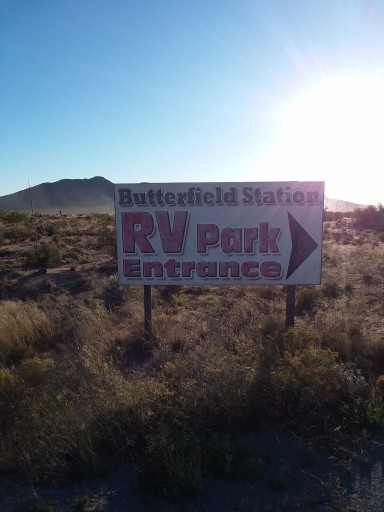 Butterfield Station
RV Park
Entrance